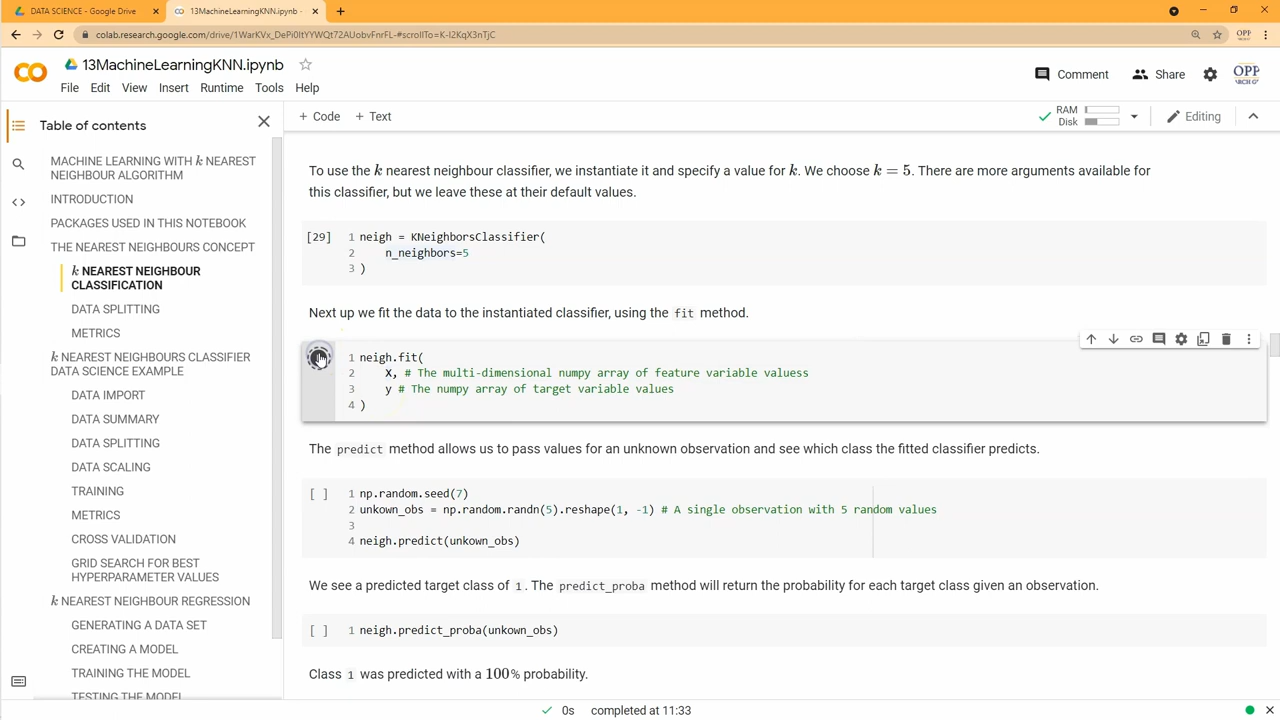 DATA SCIENCE - Google Drive
13MachineLearningKNN.ipynb -
colab.research.google.com/drive/1WarKVx_DePi0ItYYWQt72AUobvFnrFL-#scrollTo=K-I2KqX3nTjC
13MachineLearningKNN.ipynb
File Edit View Insert Runtime Tools Help
Comment
Share
OPP
Table of contents
+ Code + Text
RAM
Disk
Editing
MACHINE LEARNING WITH k NEAREST
NEIGHBOUR ALGORITHM
INTRODUCTION
PACKAGES USED IN THIS NOTEBOOK
THE NEAREST NEIGHBOURS CONCEPT
k NEAREST NEIGHBOUR
CLASSIFICATION
DATA SPLITTING
METRICS
k NEAREST NEIGHBOURS CLASSIFIER
DATA SCIENCE EXAMPLE
DATA IMPORT
DATA SUMMARY
DATA SPLITTING
DATA SCALING
TRAINING
METRICS
CROSS VALIDATION
GRID SEARCH FOR BEST
HYPERPARAMETER VALUES
k NEAREST NEIGHBOUR REGRESSION
GENERATING A DATA SET
CREATING A MODEL
TRAINING THE MODEL
TESTING THE MODEL
To use the k nearest neighbour classifier, we instantiate it and specify a value for k. We choose k = 5. There are more arguments available for
this classifier, but we leave these at their default values.
[29] 1 neigh = KNeighborsClassifier(
2 n_neighbors=5
3 )
Next up we fit the data to the instantiated classifier, using the fit method.
1 neigh.fit(
2 X, # The multi-dimensional numpy array of feature variable valuess
3 y # The numpy array of target variable values
4 )
The predict method allows us to pass values for an unknown observation and see which class the fitted classifier predicts.
[ ] 1 np.random.seed(7)
2 unkown_obs = np.random.randn(5).reshape(1, -1) # A single observation with 5 random values
3
4 neigh.predict(unkown_obs)
We see a predicted target class of 1. The predict_proba method will return the probability for each target class given an observation.
[ ] 1 neigh.predict_proba(unkown_obs)
Class 1 was predicted with a 100% probability.
0s completed at 11:33